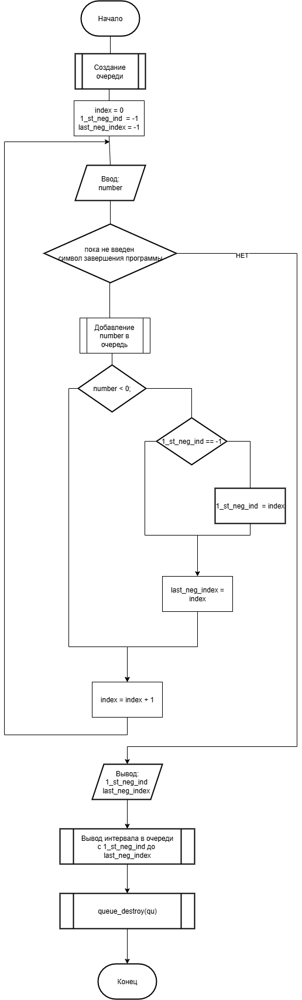 Начало
Создание
очереди
index = 0
1_st_neg_ind = -1
last_neg_index = -1
Ввод:
number
пока не введен
символ завершения программы
НЕТ
Добавление
number в
очередь
number < 0;
1_st_neg_ind == -1
1_st_neg_ind = index
last_neg_index =
index
index = index + 1
Вывод:
1_st_neg_ind
last_neg_index
Вывод интервала в очереди
с 1_st_neg_ind до
last_neg_index
queue_destroy(qu)
Конец